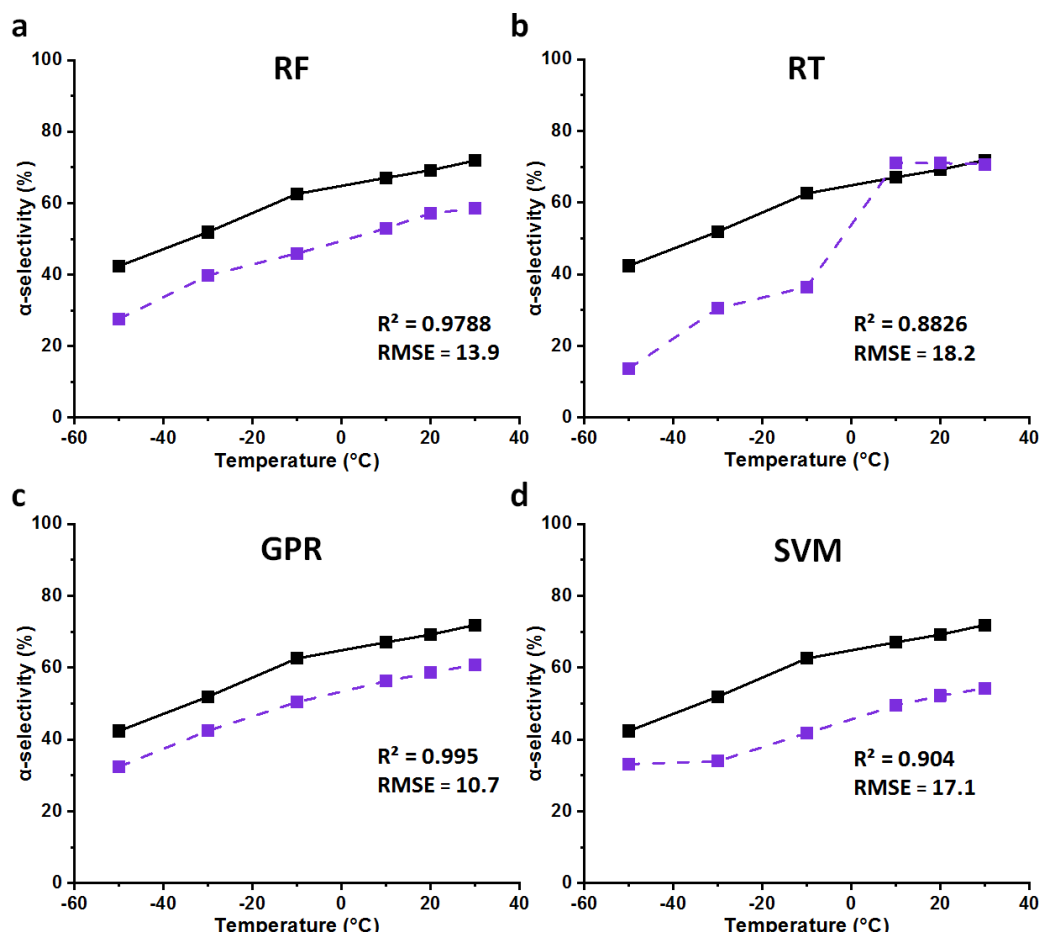 a
RF
α-selectivity (%)
100
80
60
40
20
0
R² = 0.9788
RMSE = 13.9
-60 -40 -20 0 20 40
Temperature (°C)
b
RT
α-selectivity (%)
100
80
60
40
20
0
R² = 0.8826
RMSE = 18.2
-60 -40 -20 0 20 40
Temperature (°C)
c
GPR
α-selectivity (%)
100
80
60
40
20
0
R² = 0.995
RMSE = 10.7
-60 -40 -20 0 20 40
Temperature (°C)
d
SVM
α-selectivity (%)
100
80
60
40
20
0
R² = 0.904
RMSE = 17.1
-60 -40 -20 0 20 40
Temperature (°C)